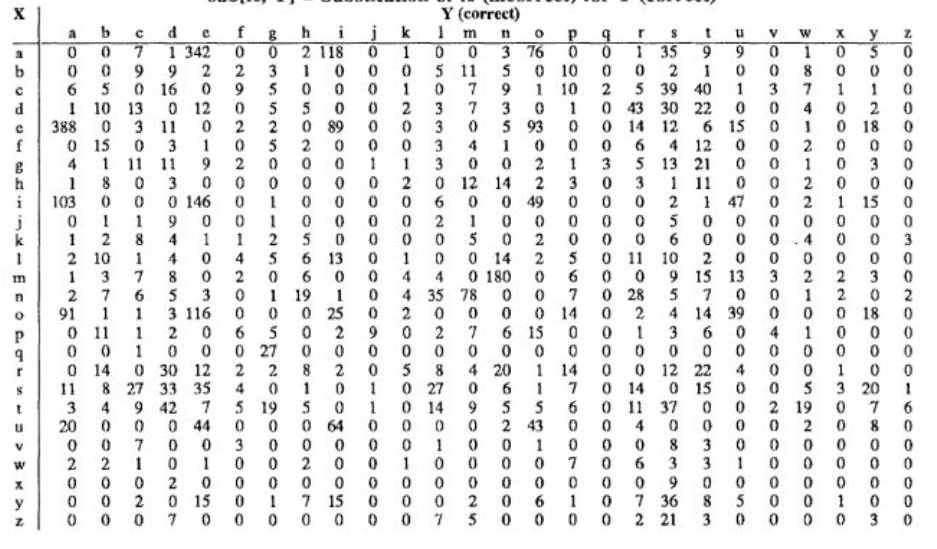 sub[X, Y] = Substitution of X (incorrect) for Y (correct)
X Y (correct)
a b c d e f g h i j k l m n o p q r s t u v w x y z
a 0 0 7 1 342 0 0 2 118 0 1 0 0 3 76 0 0 1 35 9 9 0 1 0 5 0
b 0 0 9 9 2 2 3 1 0 0 0 5 11 5 0 10 0 0 2 1 0 0 8 0 0 0
c 6 5 0 16 0 9 5 0 0 0 1 0 7 9 1 10 2 5 39 40 1 3 7 1 1 0
d 1 10 13 0 12 0 5 5 0 0 2 3 7 3 0 1 0 43 30 22 0 0 4 0 2 0
e 388 0 3 11 0 2 2 0 89 0 0 3 0 5 93 0 0 14 12 6 15 0 1 0 18 0
f 0 15 0 3 1 0 5 2 0 0 0 3 4 1 0 0 0 6 4 12 0 0 2 0 0 0
g 4 1 11 11 9 2 0 0 0 1 1 3 0 0 2 1 3 5 13 21 0 0 1 0 3 0
h 1 8 0 3 0 0 0 0 0 0 2 0 12 14 2 3 0 3 1 11 0 0 2 0 0 0
i 103 0 0 0 146 0 1 0 0 0 0 6 0 0 49 0 0 0 2 1 47 0 2 1 15 0
j 0 1 1 9 0 0 1 0 0 0 0 2 1 0 0 0 0 0 5 0 0 0 0 0 0 0
k 1 2 8 4 1 1 2 5 0 0 0 0 5 0 2 0 0 0 6 0 0 0 . 4 0 0 3
l 2 10 1 4 0 4 5 6 13 0 1 0 0 14 2 5 0 11 10 2 0 0 0 0 0 0
m 1 3 7 8 0 2 0 6 0 0 4 4 0 180 0 6 0 0 9 15 13 3 2 2 3 0
n 2 7 6 5 3 0 1 19 1 0 4 35 78 0 0 7 0 28 5 7 0 0 1 2 0 2
o 91 1 1 3 116 0 0 0 25 0 2 0 0 0 0 14 0 2 4 14 39 0 0 0 18 0
p 0 11 1 2 0 6 5 0 2 9 0 2 7 6 15 0 0 1 3 6 0 4 1 0 0 0
q 0 0 1 0 0 0 27 0 0 0 0 0 0 0 0 0 0 0 0 0 0 0 0 0 0 0
r 0 14 0 30 12 2 2 8 2 0 5 8 4 20 1 14 0 0 12 22 4 0 0 1 0 0
s 11 8 27 33 35 4 0 1 0 1 0 27 0 6 1 7 0 14 0 15 0 0 5 3 20 1
t 3 4 9 42 7 5 19 5 0 1 0 14 9 5 5 6 0 11 37 0 0 2 19 0 7 6
u 20 0 0 0 44 0 0 0 64 0 0 0 0 2 43 0 0 4 0 0 0 0 2 0 8 0
v 0 0 7 0 0 3 0 0 0 0 0 1 0 0 1 0 0 0 8 3 0 0 0 0 0 0
w 2 2 1 0 1 0 0 2 0 0 1 0 0 0 0 7 0 6 3 3 1 0 0 0 0 0
x 0 0 0 2 0 0 0 0 0 0 0 0 0 0 0 0 0 0 9 0 0 0 0 0 0 0
y 0 0 2 0 15 0 1 7 15 0 0 0 2 0 6 1 0 7 36 8 5 0 0 1 0 0
z 0 0 0 7 0 0 0 0 0 0 0 7 5 0 0 0 0 2 21 3 0 0 0 0 3 0